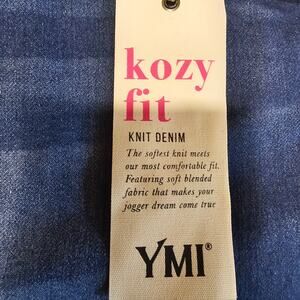 kozy
fit
KNIT DENIM
The softest knit meets
our most comfortable fit.
Featuring soft blended
fabric that makes your
jogger dream come true
YMI®